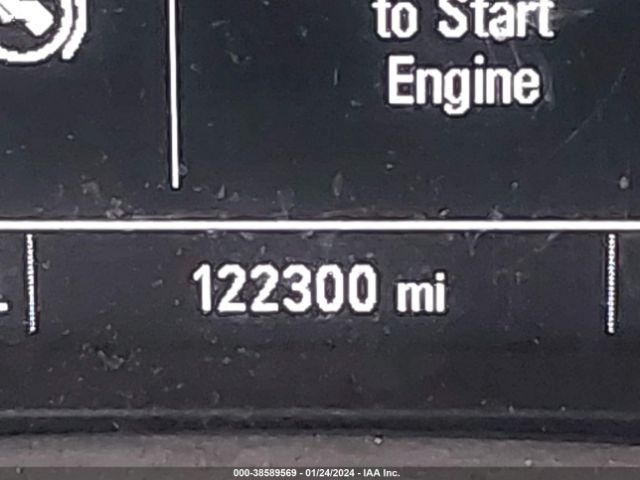 to Start
Engine
122300 mi
000-38589569 - 01/24/2024 - IAA Inc.